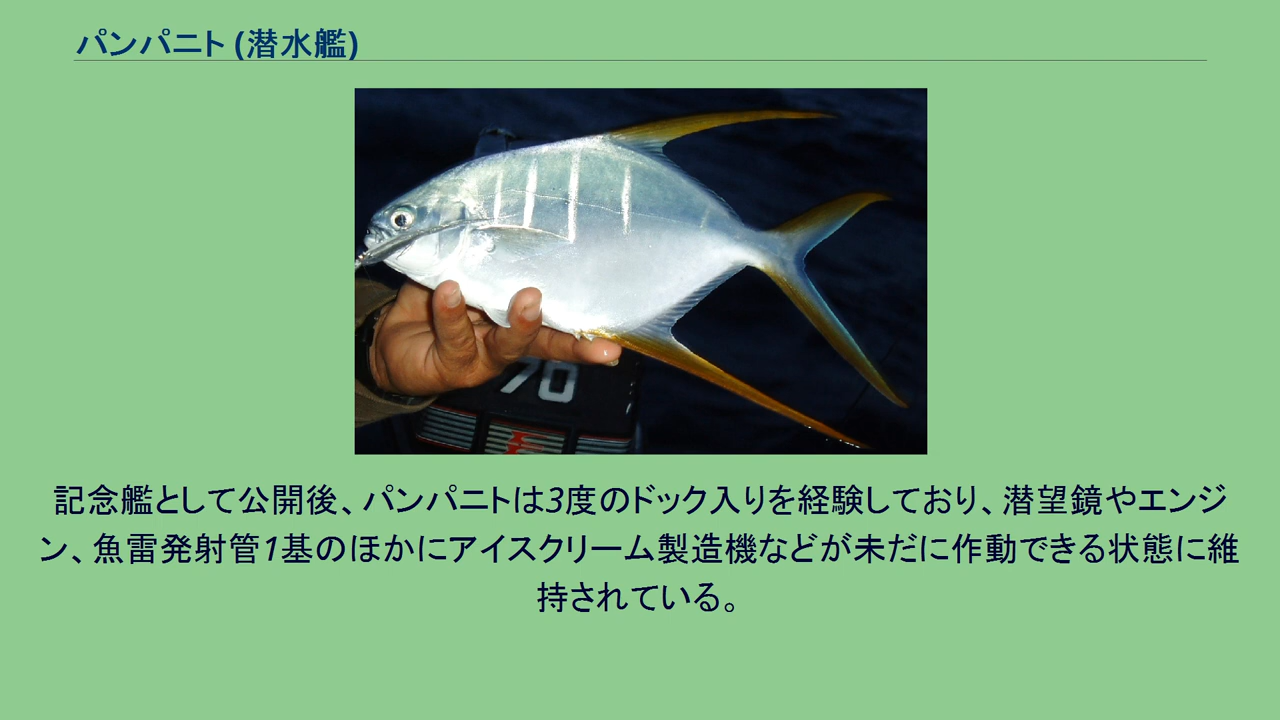 パンパニト (潜水艦)
70
記念艦として公開後、パンパニトは3度のドック入りを経験しており、潜望鏡やエンジ
ン、魚雷発射管1基のほかにアイスクリーム製造機などが未だに作動できる状態に維
持されている。